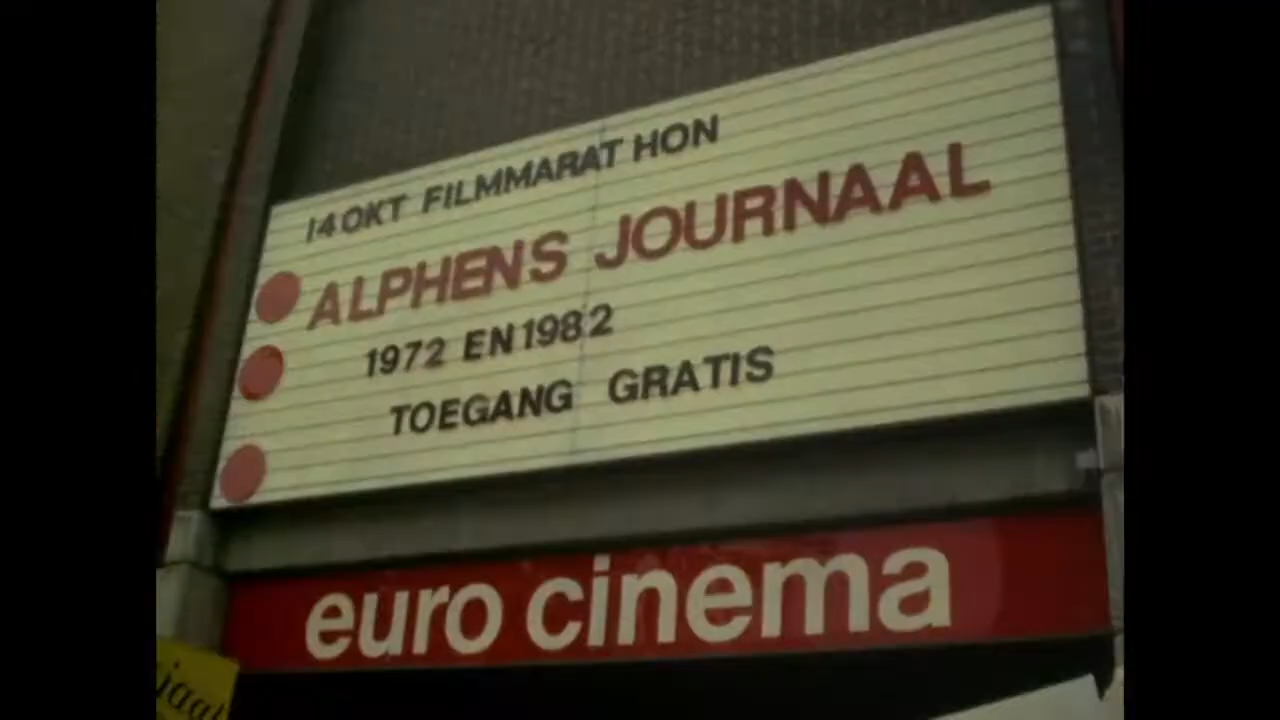 14 OKT FILMMARATHON
ALPHENS JOURNAAL
1972 EN 1982
TOEGANG GRATIS
euro cinema